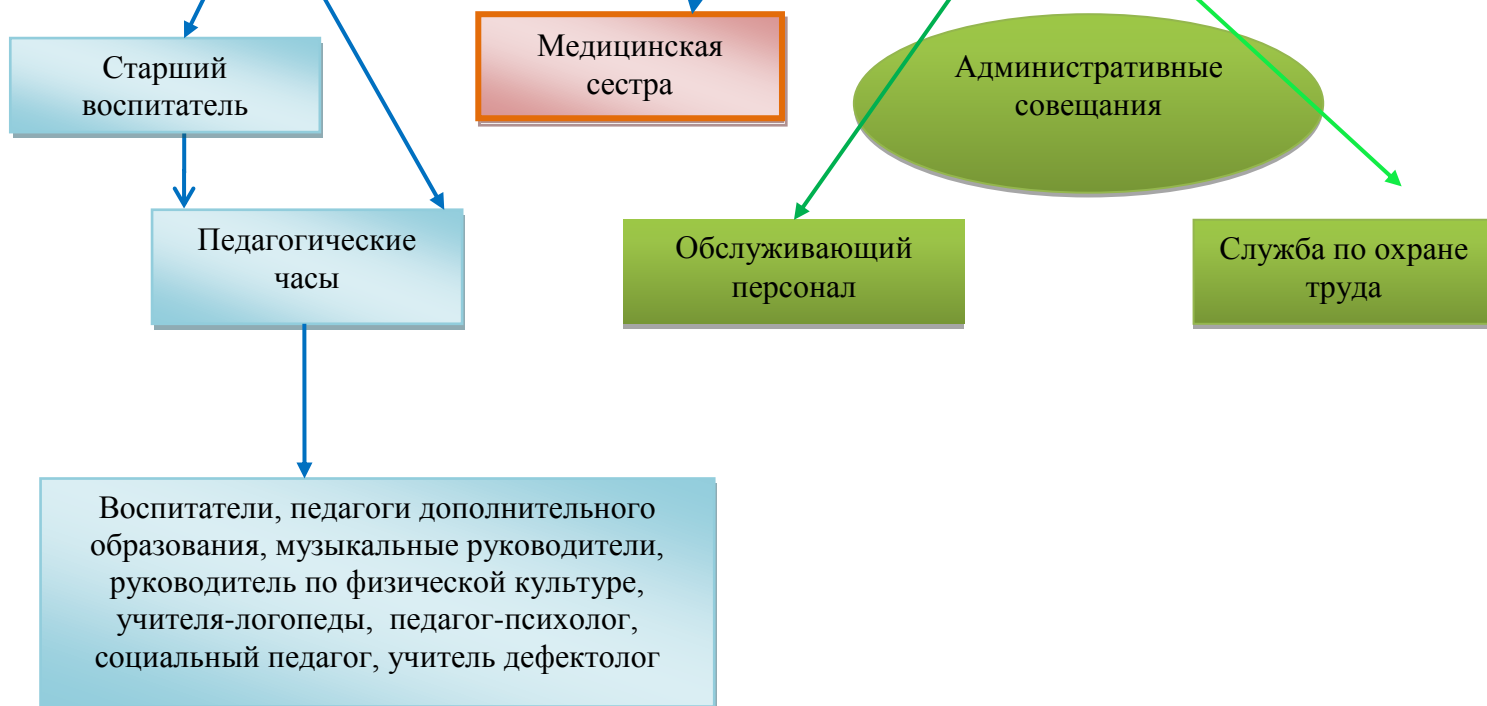 Старший
воспитатель
Медицинская
сестра
Административные
совещания
Педагогические
часы
Обслуживающий
персонал
Служба по охране
труда
Воспитатели, педагоги дополнительного
образования, музыкальные руководители,
руководитель по физической культуре,
учителя-логопеды, педагог-психолог,
социальный педагог, учитель дефектолог